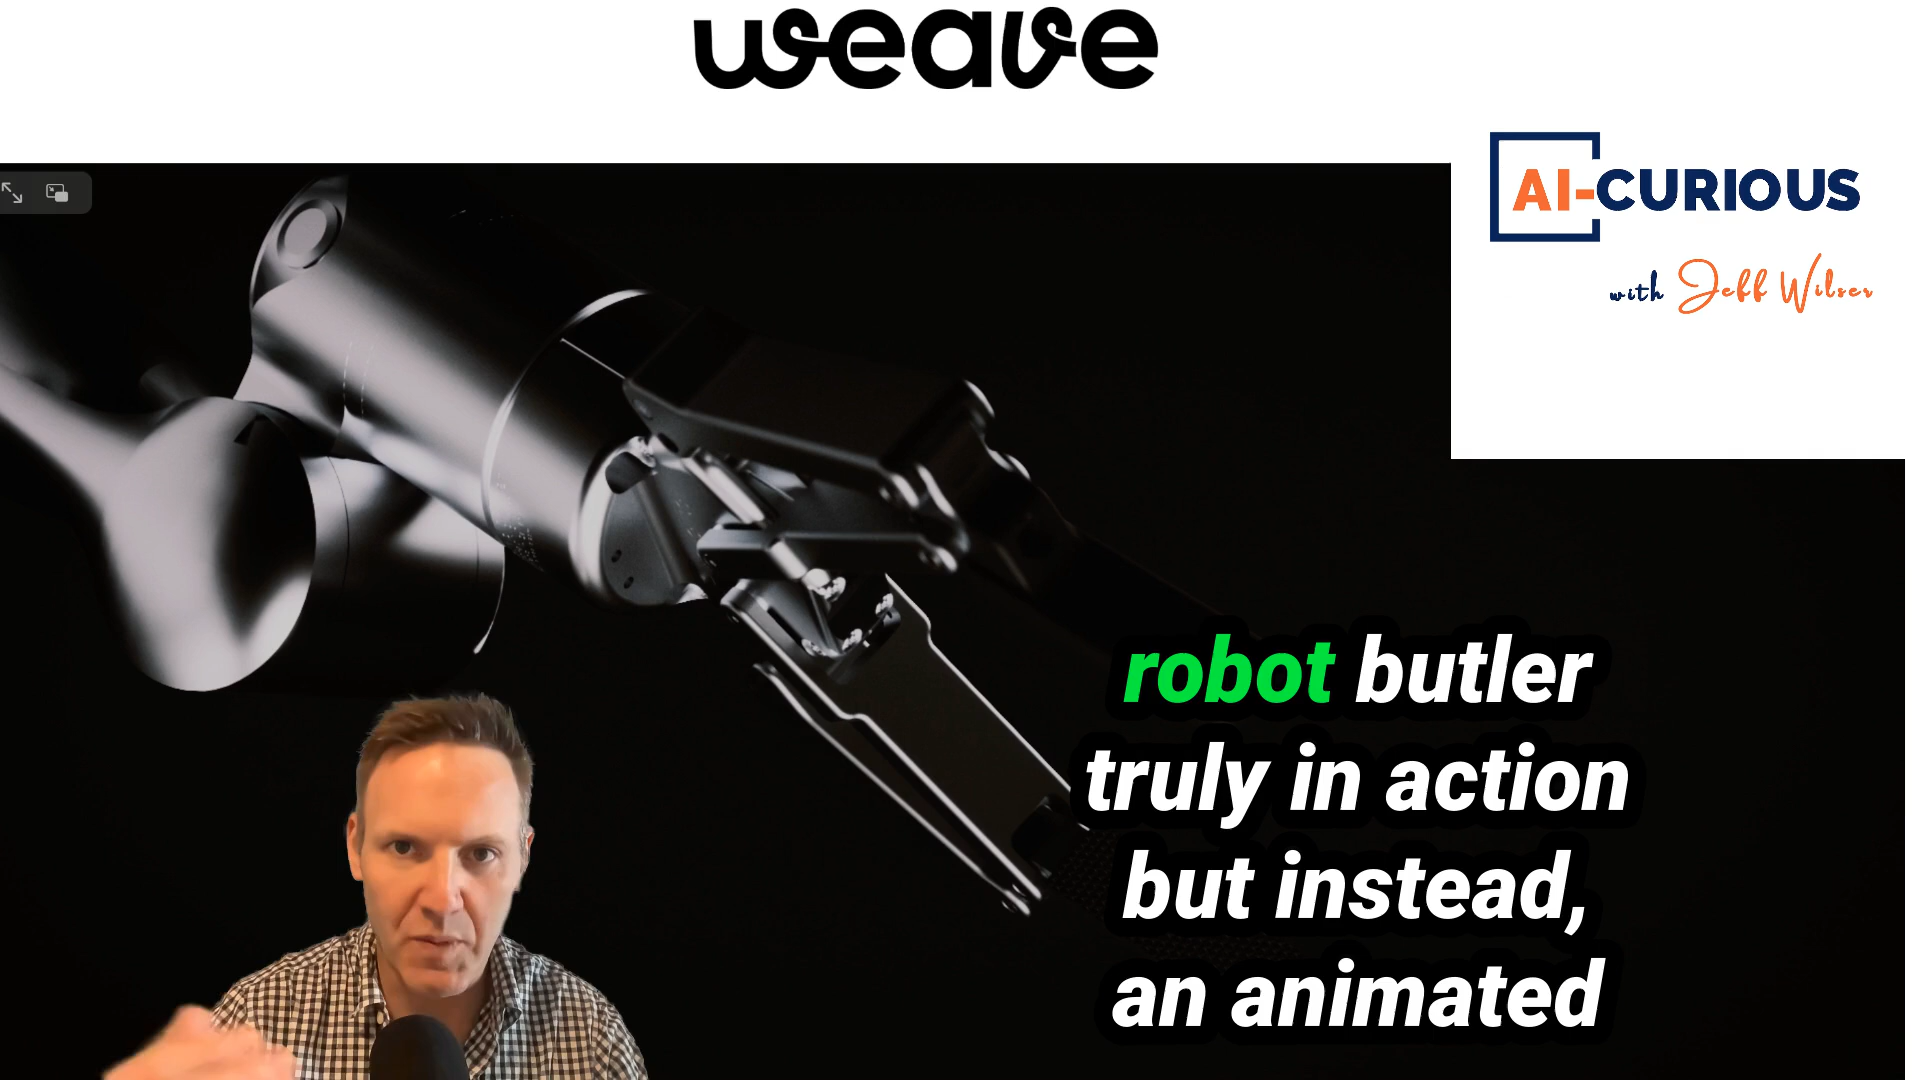 weave
AI-CURIOUS
with Jeff Wilser
robot butler
truly in action
but instead,
an animated